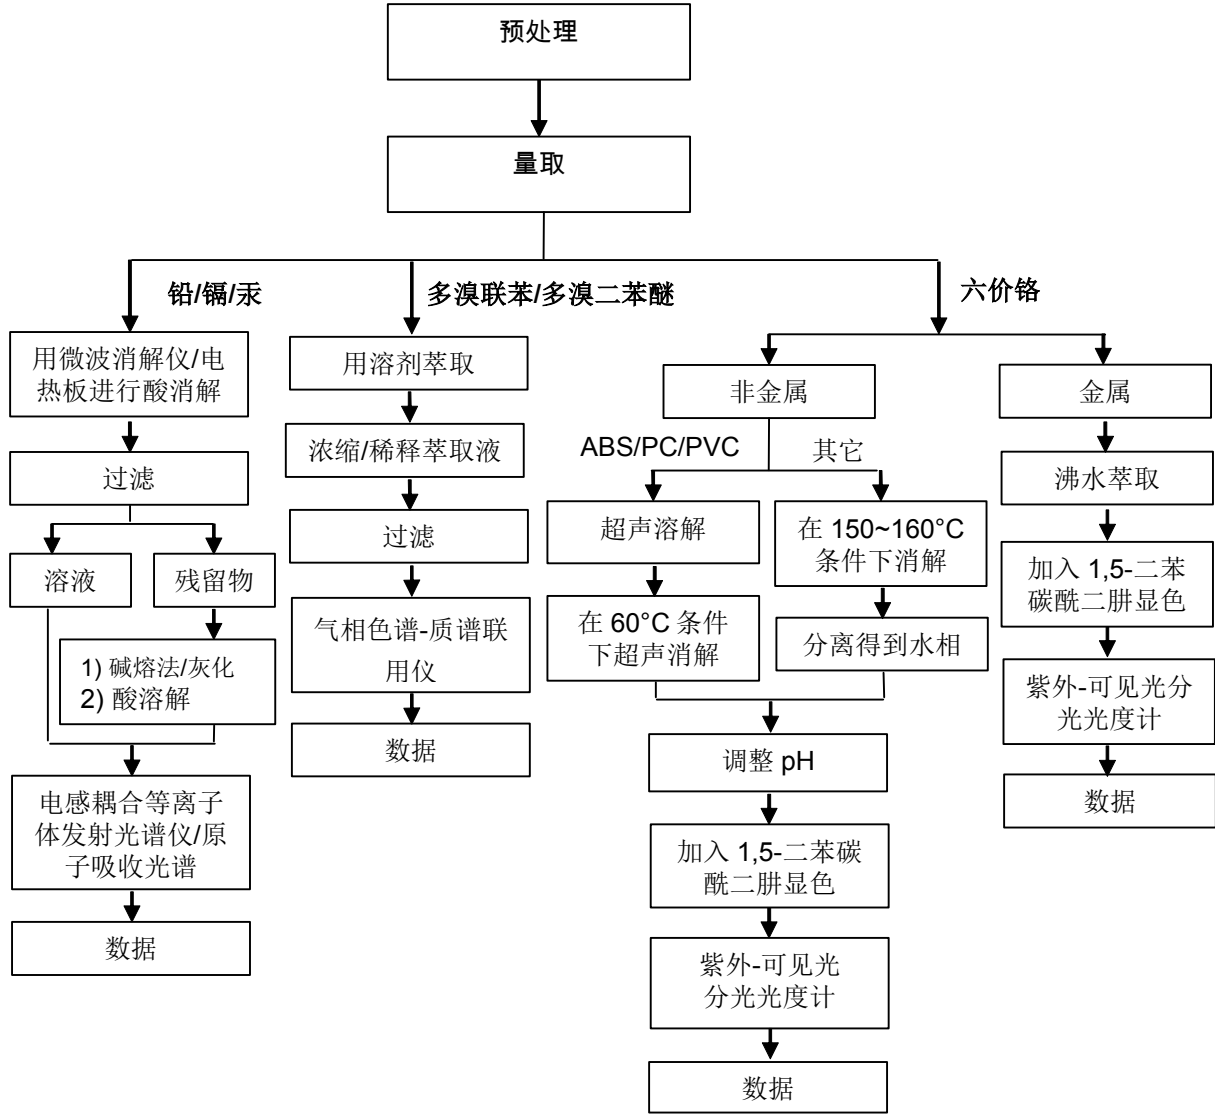 预处理
量取
铅/镉/汞
多溴联苯/多溴二苯醚
六价铬
用微波消解仪/电
热板进行酸消解
过滤
溶液
残留物
1) 碱熔法/灰化
2) 酸溶解
电感耦合等离子
体发射光谱仪/原
子吸收光谱
数据
用溶剂萃取
浓缩/稀释萃取液
过滤
气相色谱-质谱联
用仪
数据
非金属
ABS/PC/PVC
其它
超声溶解
在 60°C 条件
下超声消解
在 150~160°C
条件下消解
分离得到水相
调整 pH
加入 1,5-二苯碳
酰二肼显色
紫外-可见光
分光光度计
数据
金属
沸水萃取
加入 1,5-二苯
碳酰二肼显色
紫外-可见光分
光光度计
数据